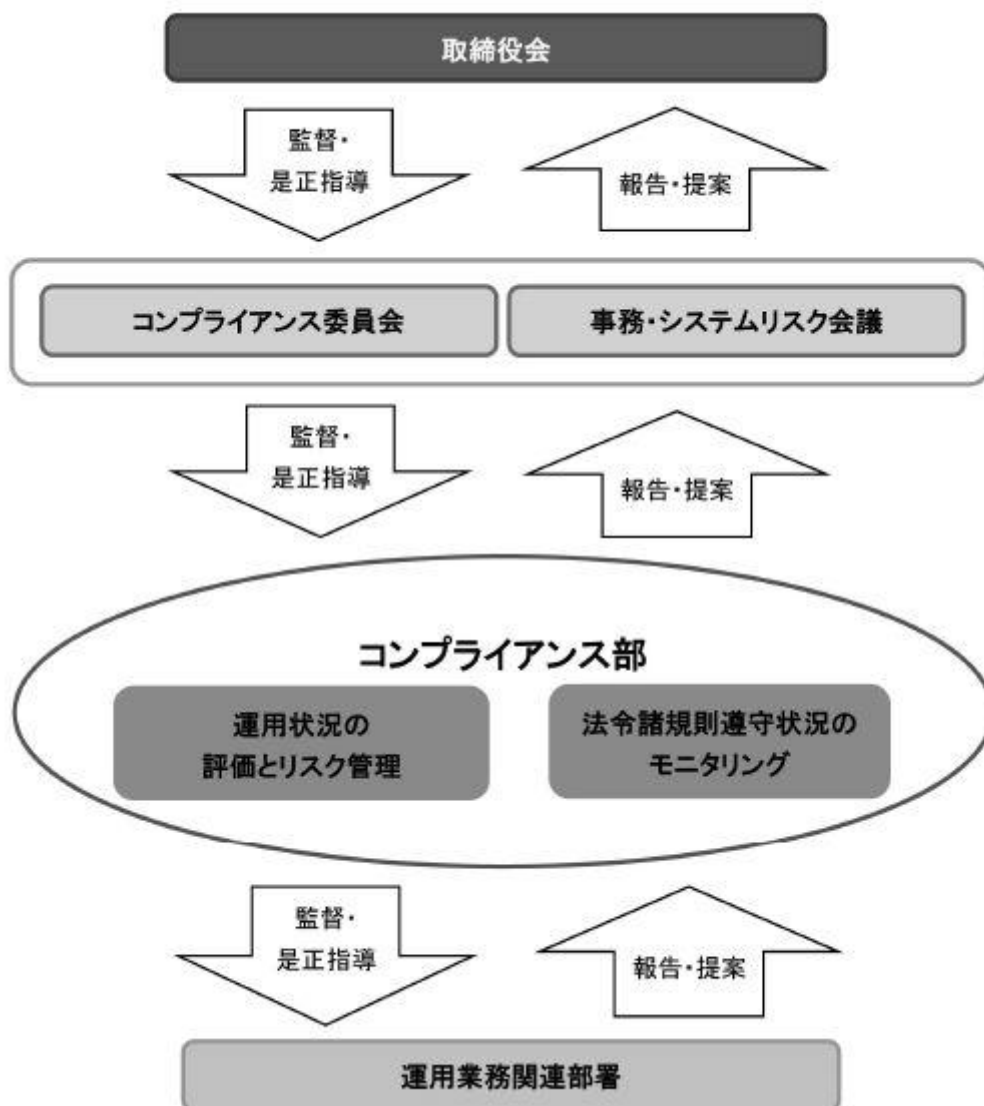 取締役会
監督・
是正指導
報告・提案
コンプライアンス委員会
事務・システムリスク会議
監督・
是正指導
報告・提案
コンプライアンス部
運用状況の
評価とリスク管理
法令諸規則遵守状況の
モニタリング
監督・
是正指導
報告・提案
運用業務関連部署